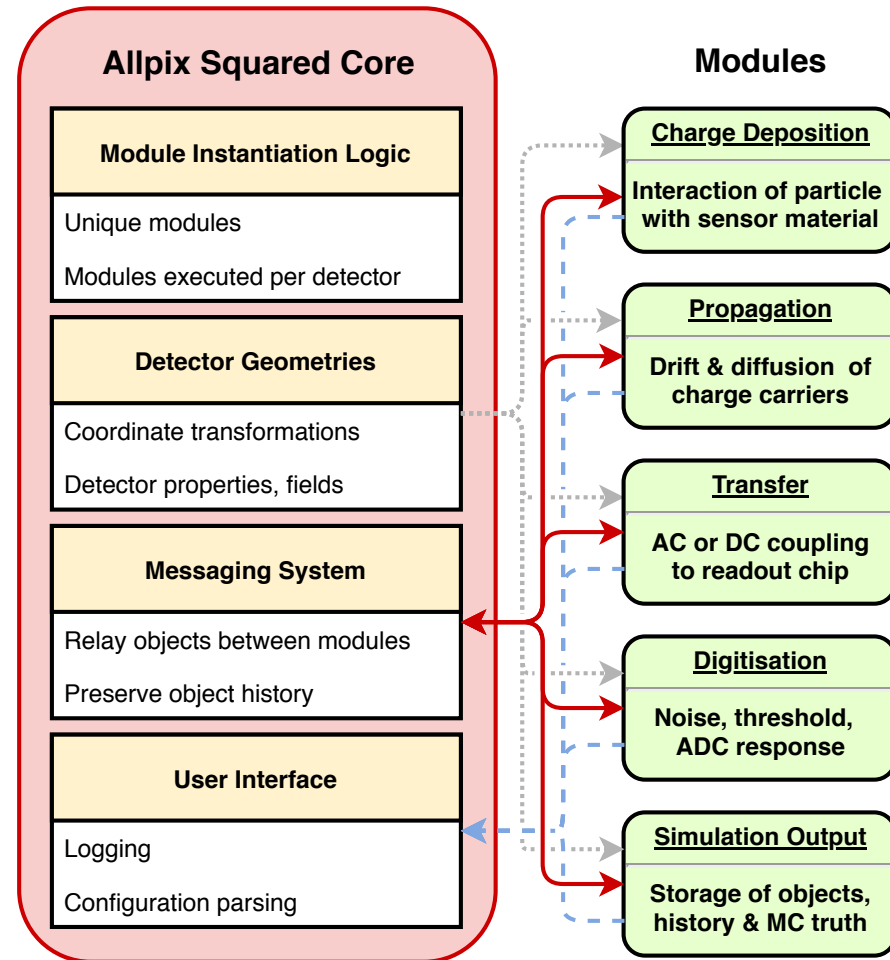 Allpix Squared Core
Module Instantiation Logic
Unique modules
Modules executed per detector
Detector Geometries
Coordinate transformations
Detector properties, fields
Messaging System
Relay objects between modules
Preserve object history
User Interface
Logging
Configuration parsing
Modules
Charge Deposition
Interaction of particle
with sensor material
Propagation
Drift & diffusion of
charge carriers
Transfer
AC or DC coupling
to readout chip
Digitisation
Noise, threshold,
ADC response
Simulation Output
Storage of objects,
history & MC truth